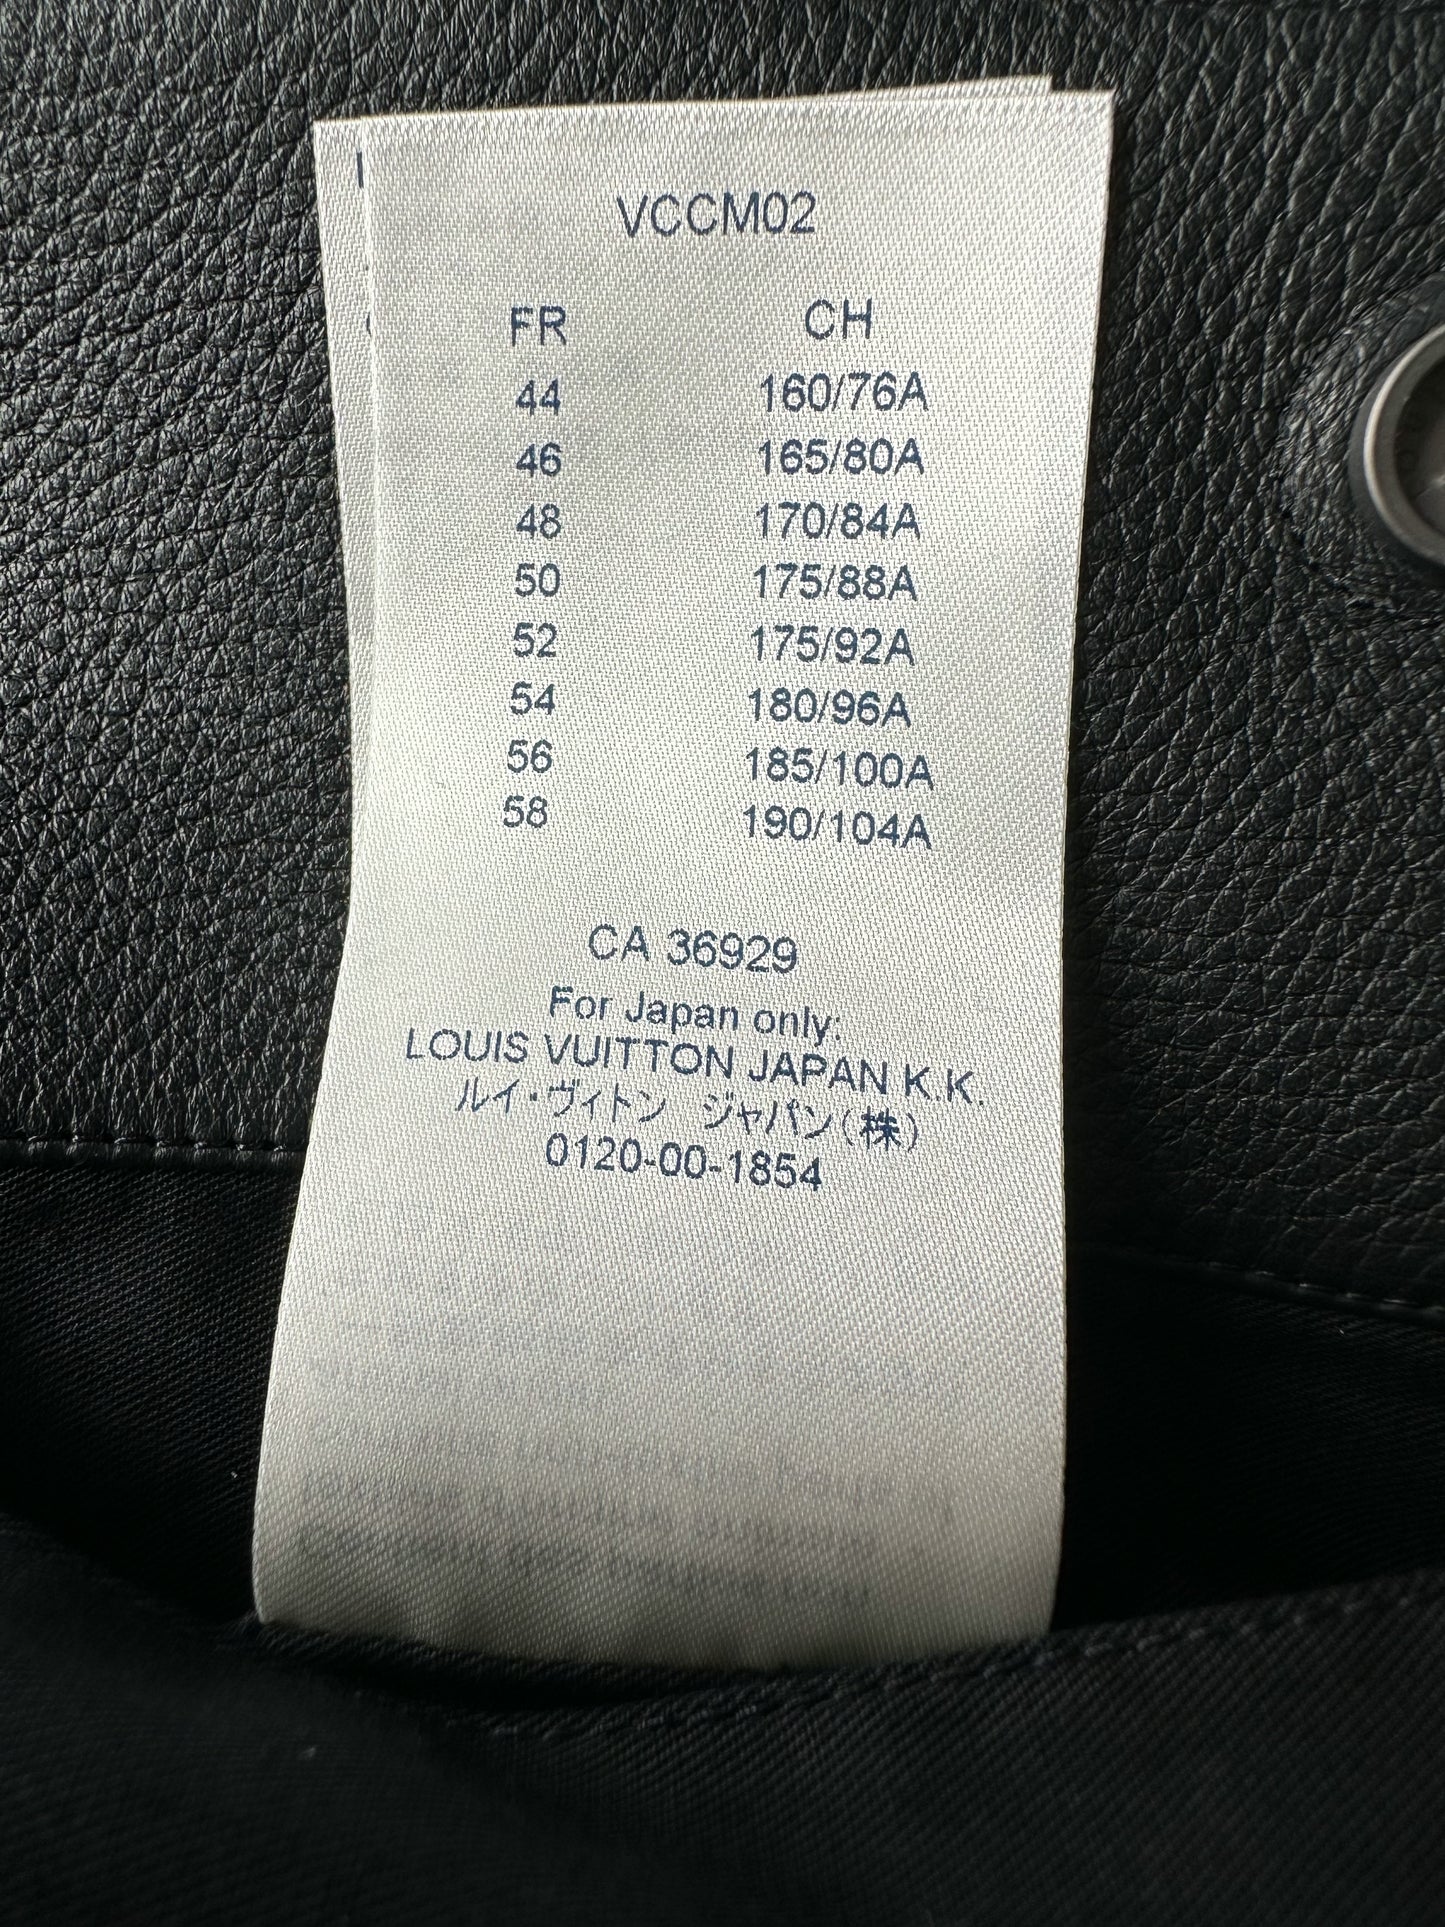 VCCM02
FR CH
44 160/76A
46 165/80A
48 170/84A
50 175/88A
52 175/92A
54 180/96A
56 185/100A
58 190/104A
CA 36929
For Japan only:
LOUIS VUITTON JAPAN K.K.
ルイ・ヴィトン ジャパン(株)
0120-00-1854